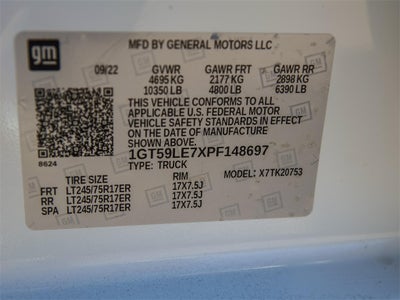 gm
MFD BY GENERAL MOTORS LLC
09/22 GVWR GAWR FRT GAWR RR
4695 KG 2177 KG 2898 KG
10350 LB 4800 LB 6390 LB
THIS VEHICLE CONFORMS TO ALL
APPLICABLE U.S. FEDERAL MOTOR
VEHICLE SAFETY STANDARDS IN
EFFECT ON THE DATE OF MANUFACTURE
SHOWN ABOVE.
1GT59LE7XPF148697
8624
TYPE: TRUCK MODEL: X7TK20753
TIRE SIZE RIM
FRT LT245/75R17ER 17X7.5J
RR LT245/75R17ER 17X7.5J
SPA LT245/75R17ER 17X7.5J